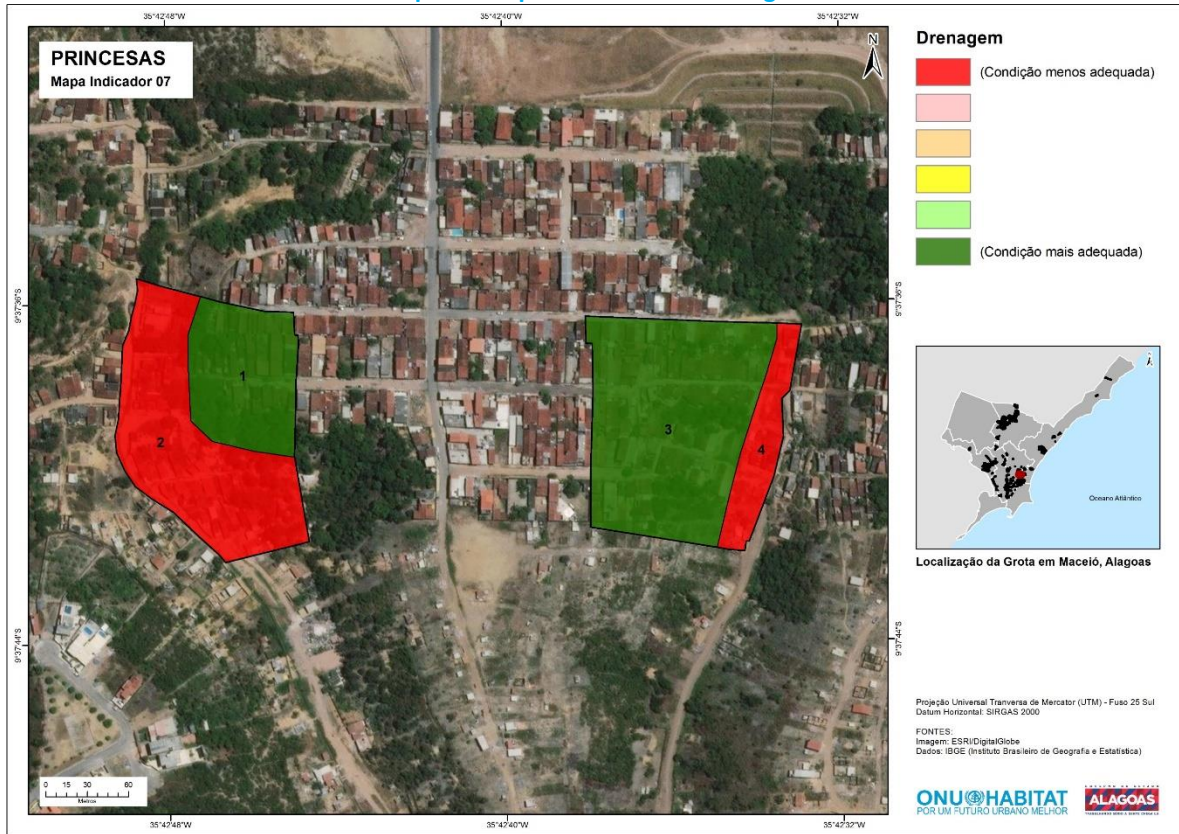 35°42'48"W
35°42'40"W
35°42'32"W
PRINCESAS
Mapa Indicador 07
N
9°37'36"S
9°37'36"S
1
2
3
4
9°37'44"S
9°37'44"S
0 15 30 60
Metros
35°42'48"W
35°42'40"W
35°42'32"W
Drenagem
(Condição menos adequada)
(Condição mais adequada)
Oceano Atlântico
Localização da Grota em Maceió, Alagoas
Projeção Universal Tranversa de Mercator (UTM) - Fuso 25 Sul
Datum Horizontal: SIRGAS 2000
FONTES:
Imagem: ESRI/DigitalGlobe
Dados: IBGE (Instituto Brasileiro de Geografia e Estatística)
ONU HABITAT
POR UM FUTURO URBANO MELHOR
ALAGOAS